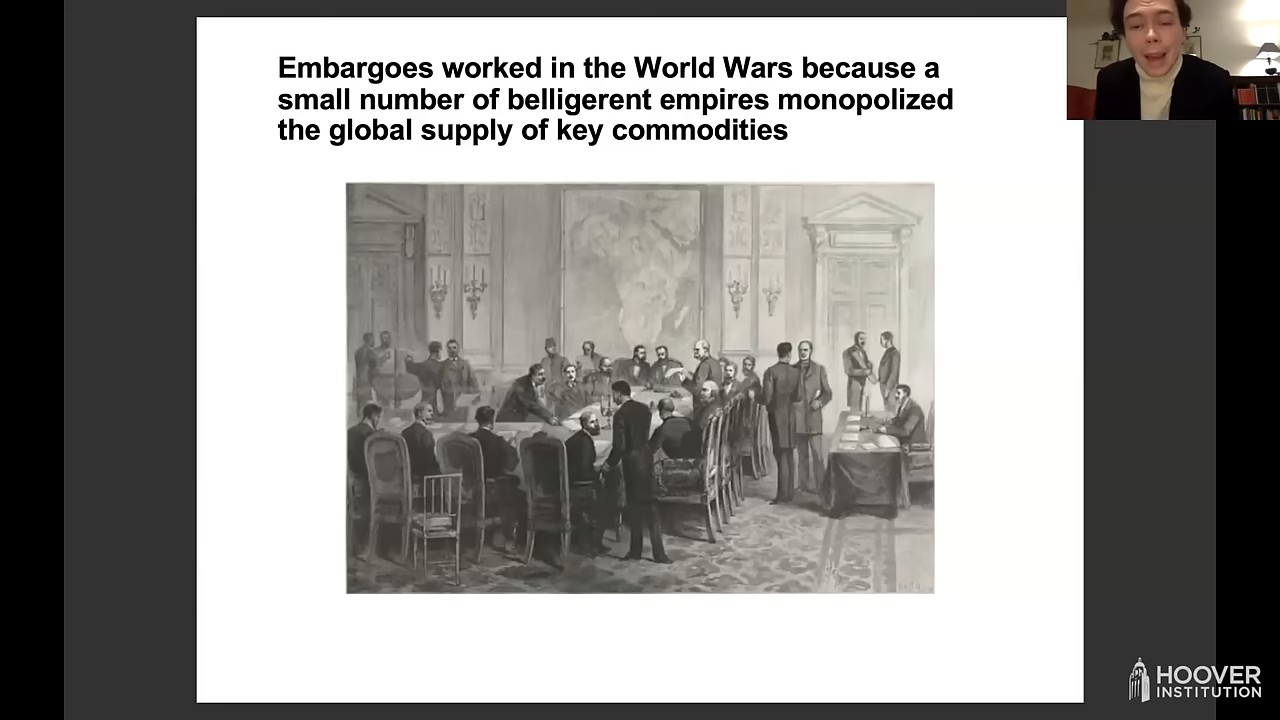 Embargoes worked in the World Wars because a
small number of belligerent empires monopolized
the global supply of key commodities
HOOVER
INSTITUTION